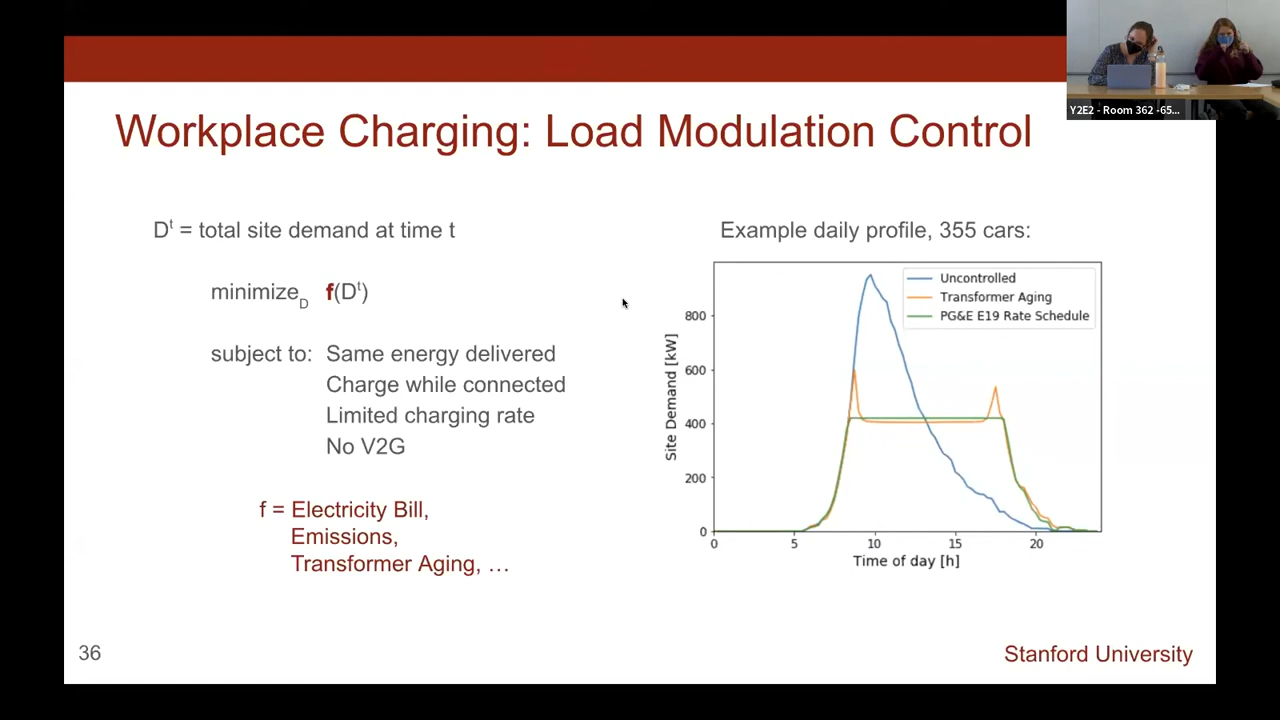 Y2E2 - Room 362 -65...
Workplace Charging: Load Modulation Control
Dᵗ = total site demand at time t
minimize_D f(Dᵗ)
subject to: Same energy delivered
Charge while connected
Limited charging rate
No V2G
f = Electricity Bill,
Emissions,
Transformer Aging, …
Example daily profile, 355 cars:
Uncontrolled
Transformer Aging
PG&E E19 Rate Schedule
Site Demand [kW]
800
600
400
200
0
0 5 10 15 20
Time of day [h]
36
Stanford University